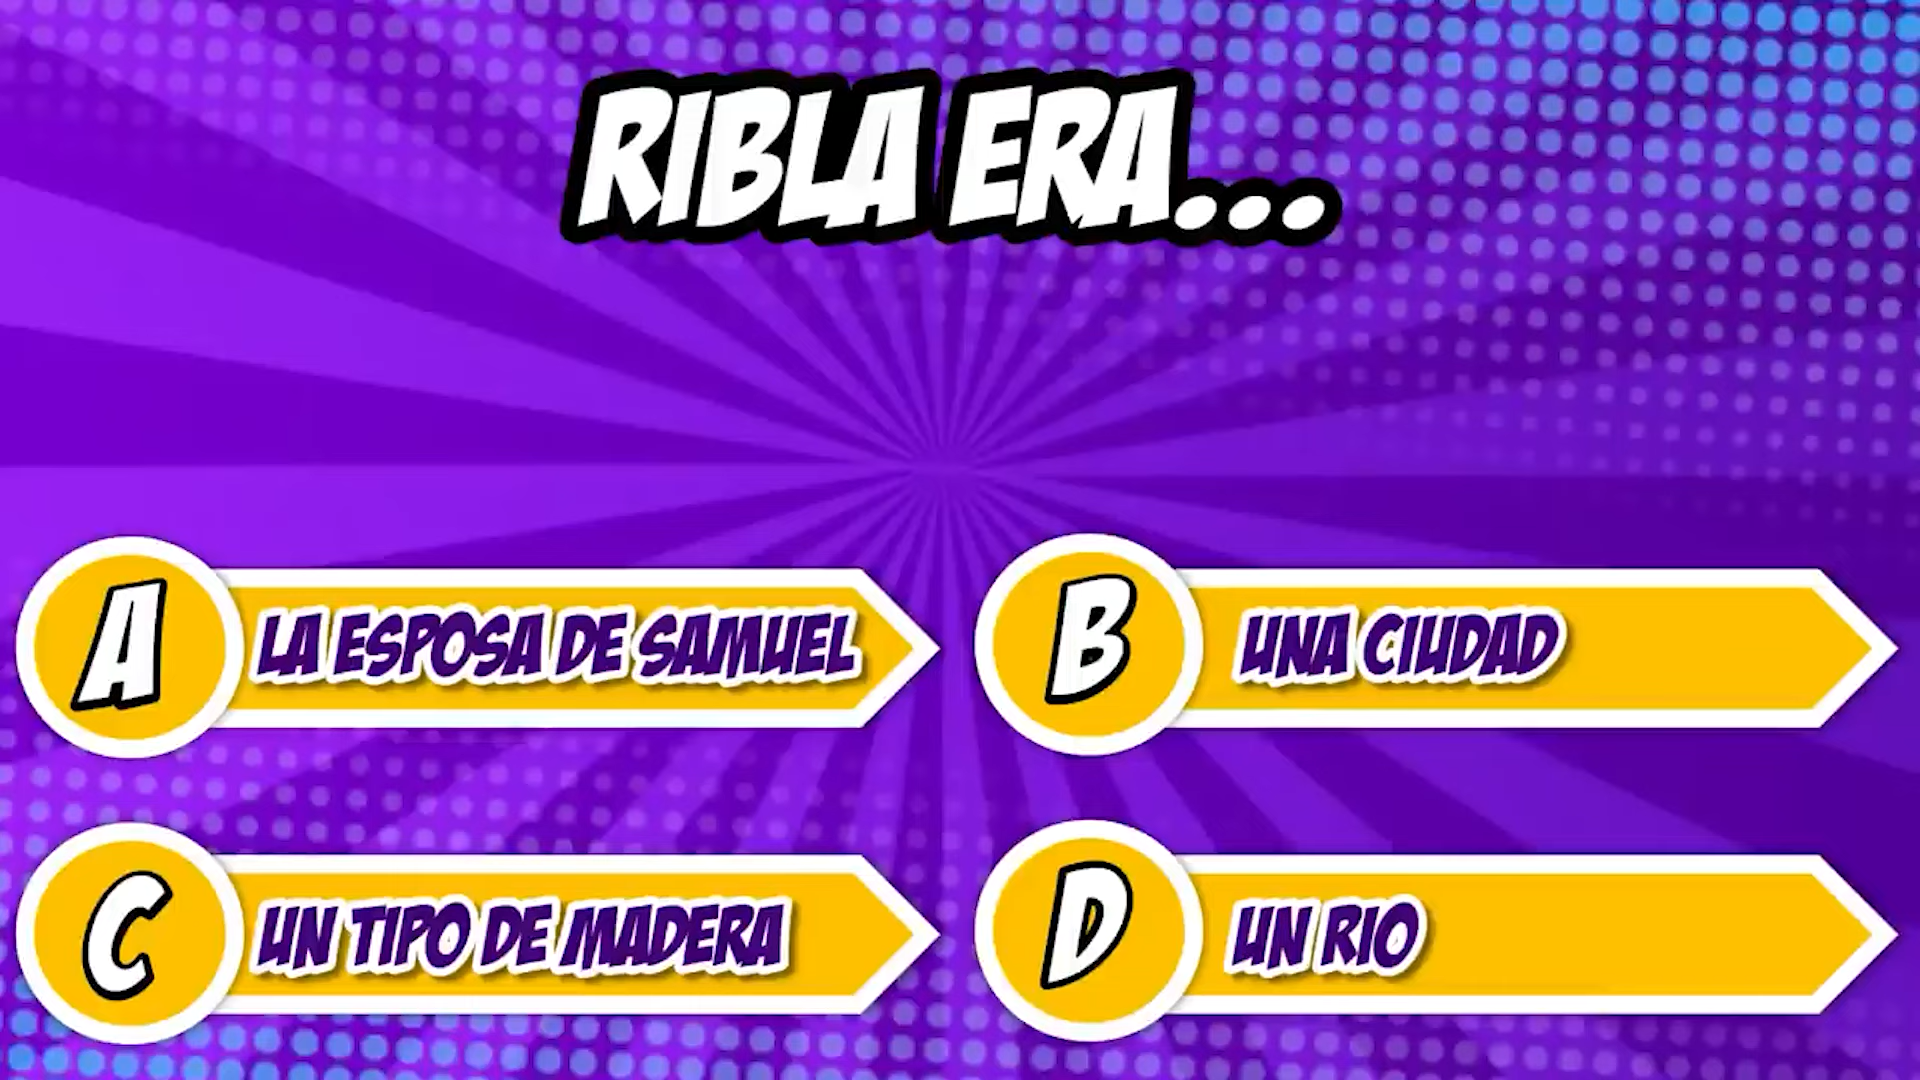 RIBLA ERA...
A
LA ESPOSA DE SAMUEL
B
UNA CIUDAD
C
UN TIPO DE MADERA
D
UN RIO